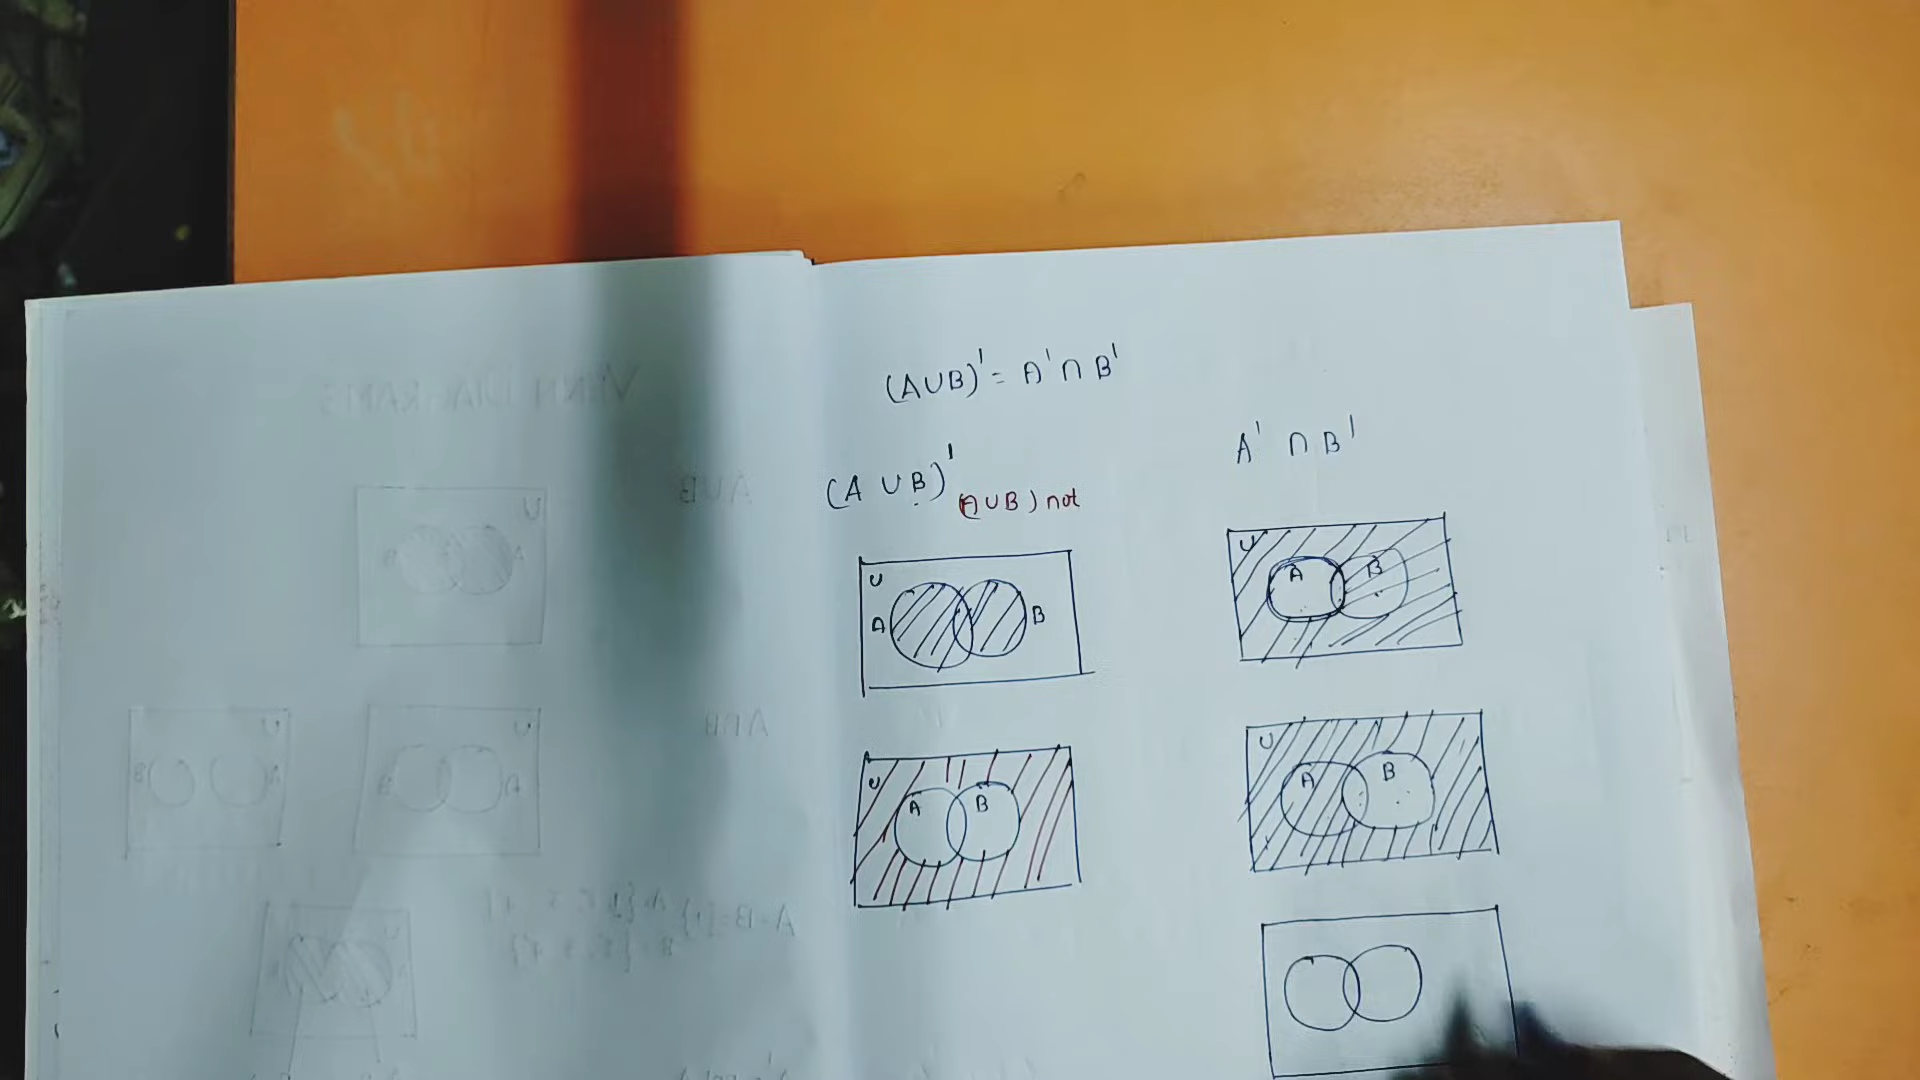 (A∪B)' = A' ∩ B'
(A ∪ B)'
(A∪B) not
U
A
B
U
A
B
A' ∩ B'
U
A
B
U
A
B